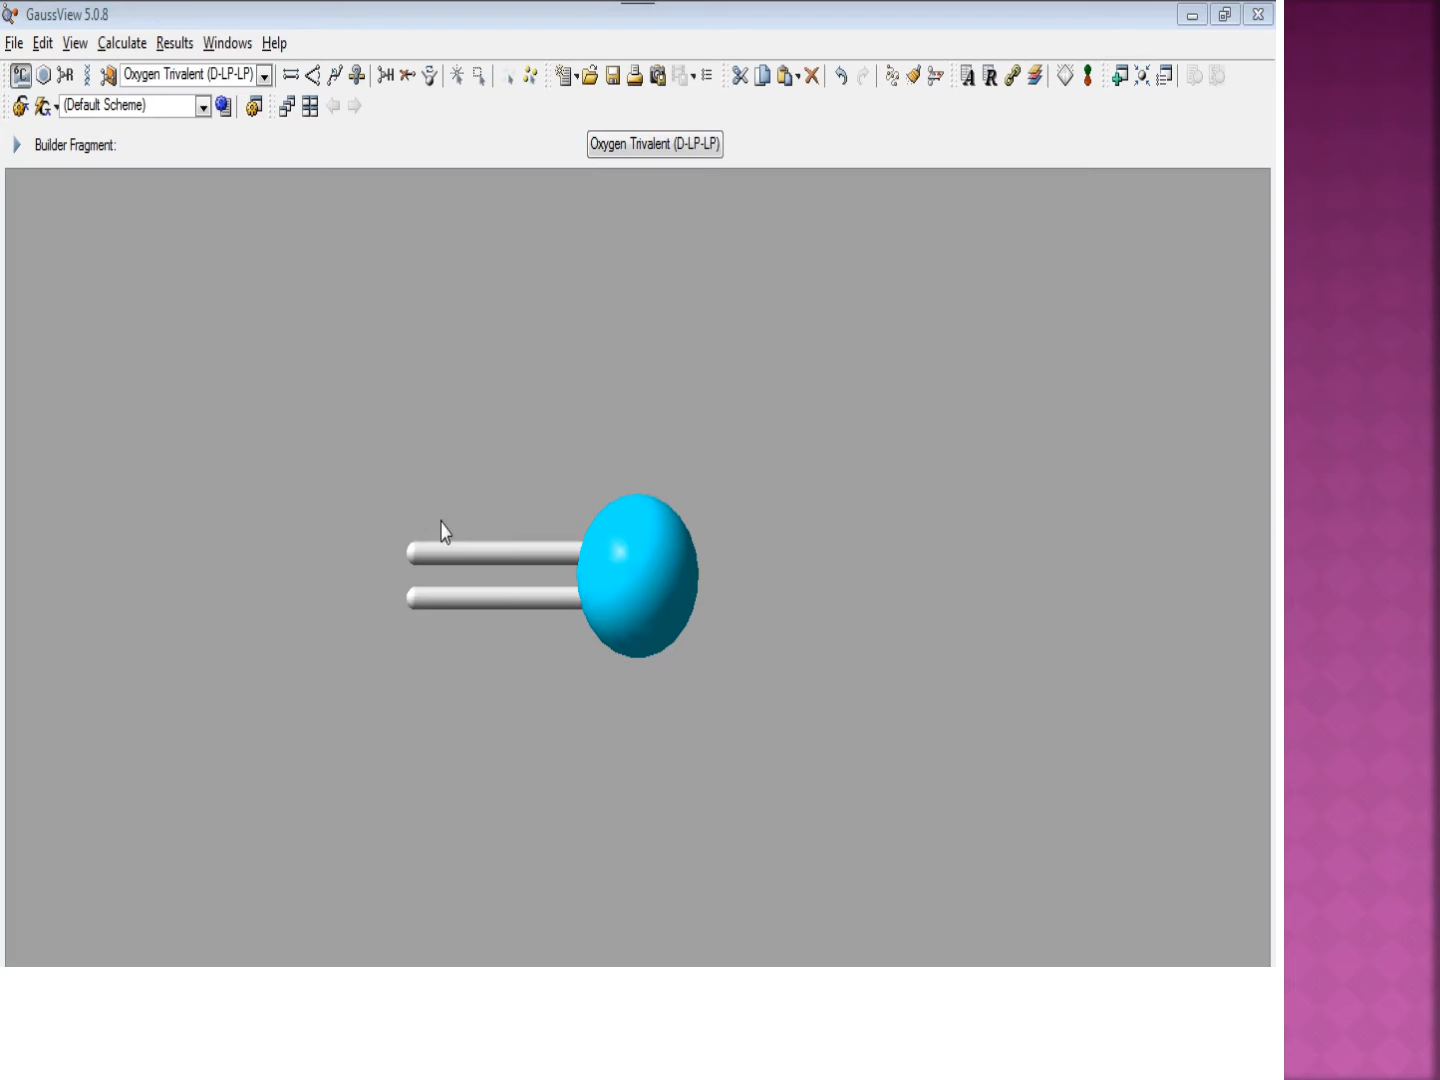 GaussView 5.0.8
File Edit View Calculate Results Windows Help
Oxygen Trivalent (D-LP-LP)
(Default Scheme)
Builder Fragment: Oxygen Trivalent (D-LP-LP)